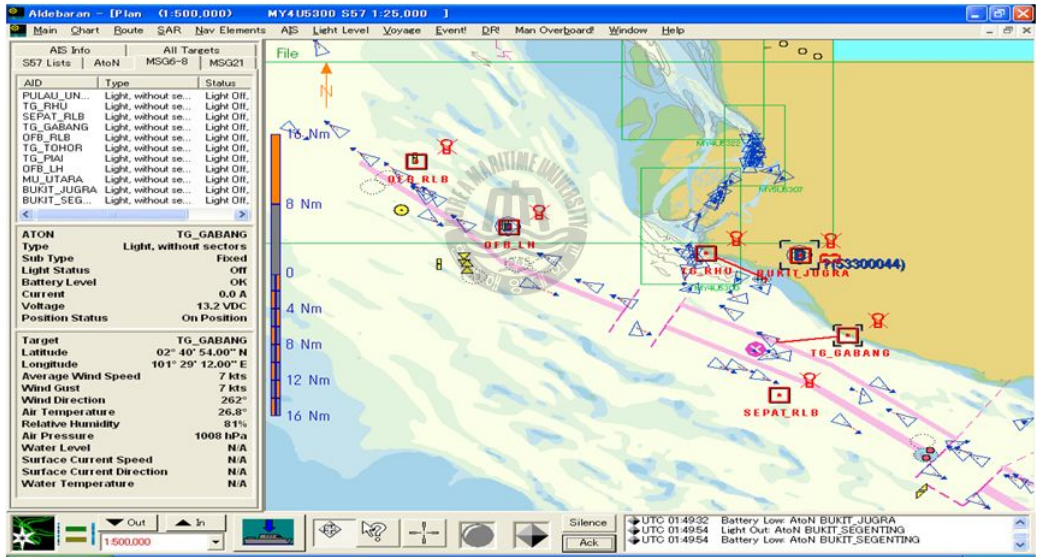 Aldebaran - [Plan (1:500,000) MY4U5300 S57 1:25,000 ]
Main Chart Route SAR Nav Elements AIS Light Level Voyage Event! DR! Man Overboard! Window Help
AIS Info All Targets
S57 Lists AtoN MSG6-8 MSG21
AID Type Status
PULAU_UN... Light, without se... Light Off,
TG_RHU Light, without se... Light Off,
SEPAT_RLB Light, without se... Light Off,
TG_GABANG Light, without se... Light Off,
OFB_RLB Light, without se... Light Off,
TG_TOHOR Light, without se... Light Off,
TG_PIAI Light, without se... Light Off,
OFB_LH Light, without se... Light Off,
MU_UTARA Light, without se... Light Off,
BUKIT_JUGRA Light, without se... Light Off,
BUKIT_SEG... Light, without se... Light Off,
ATON TG_GABANG
Type Light, without sectors
Sub Type Fixed
Light Status Off
Battery Level OK
Current 0.0 A
Voltage 13.2 VDC
Position Status On Position
Target TG_GABANG
Latitude 02° 40' 54.00" N
Longitude 101° 29' 12.00" E
Average Wind Speed 7 kts
Wind Gust 7 kts
Wind Direction 262°
Air Temperature 26.8°
Relative Humidity 81%
Air Pressure 1008 hPa
Water Level N/A
Surface Current Speed N/A
Surface Current Direction N/A
Water Temperature N/A
File
N
16 Nm
8 Nm
0
4 Nm
8 Nm
12 Nm
16 Nm
OFB_RLB
OFB_LH
MY4U5322
MY5U5307
TG_RHU
BUKIT_JUGRA
?(53300044)
TG_GABANG
SEPAT_RLB
KOREA MARITIME UNIVERSITY
Out In
1:500,000
Silence
Ack
UTC 01:49:32 Battery Low: AtoN BUKIT_JUGRA
UTC 01:49:54 Light Out: AtoN BUKIT_SEGENTING
UTC 01:49:54 Battery Low: AtoN BUKIT_SEGENTING